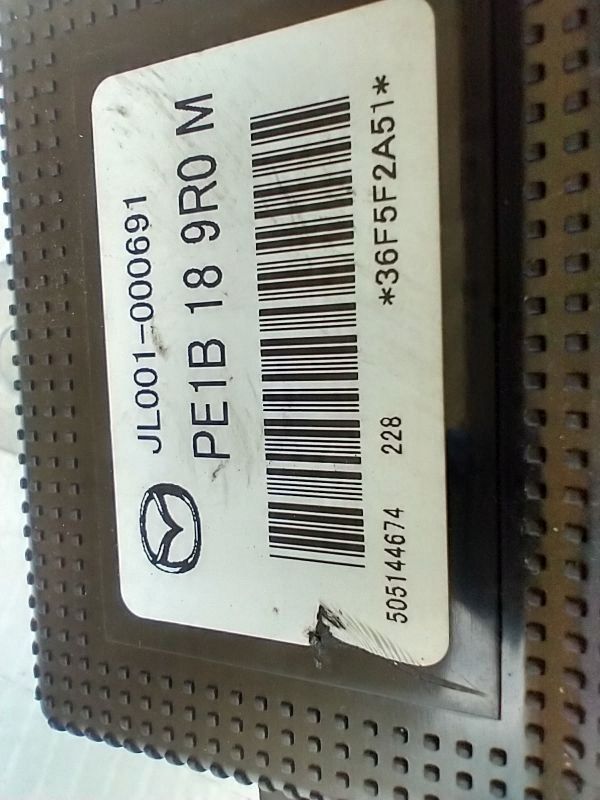 JL001-000691
PE1B 18 9R0 M
*36F5F2A51*
505144674 228